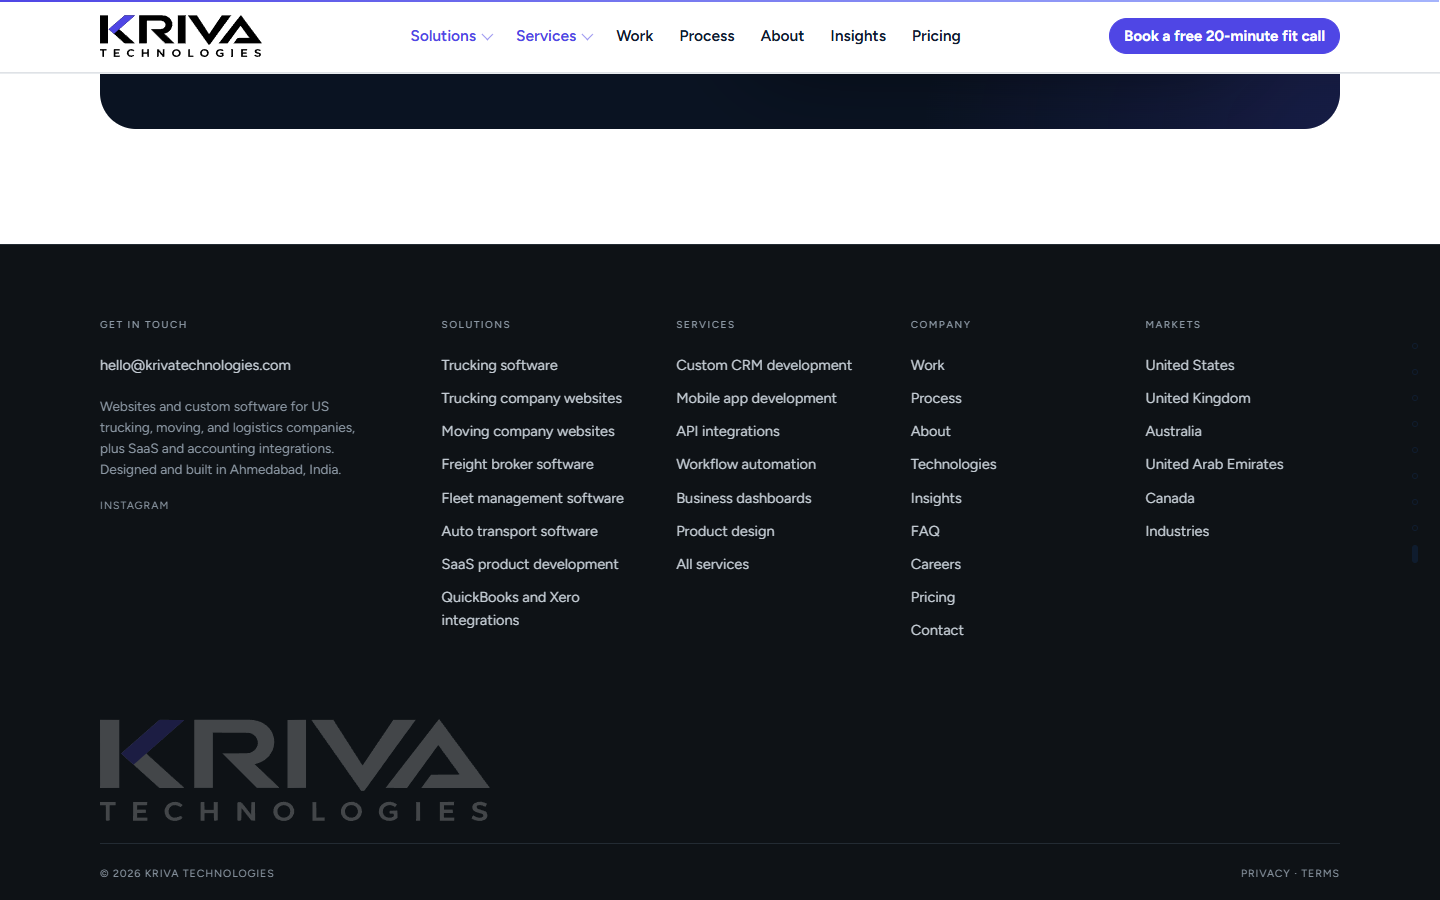 KRIVA
TECHNOLOGIES
Solutions
Services
Work
Process
About
Insights
Pricing
Book a free 20-minute fit call
GET IN TOUCH
hello@krivatechnologies.com
Websites and custom software for US
trucking, moving, and logistics companies,
plus SaaS and accounting integrations.
Designed and built in Ahmedabad, India.
INSTAGRAM
SOLUTIONS
Trucking software
Trucking company websites
Moving company websites
Freight broker software
Fleet management software
Auto transport software
SaaS product development
QuickBooks and Xero
integrations
SERVICES
Custom CRM development
Mobile app development
API integrations
Workflow automation
Business dashboards
Product design
All services
COMPANY
Work
Process
About
Technologies
Insights
FAQ
Careers
Pricing
Contact
MARKETS
United States
United Kingdom
Australia
United Arab Emirates
Canada
Industries
KRIVA
TECHNOLOGIES
© 2026 KRIVA TECHNOLOGIES
PRIVACY · TERMS